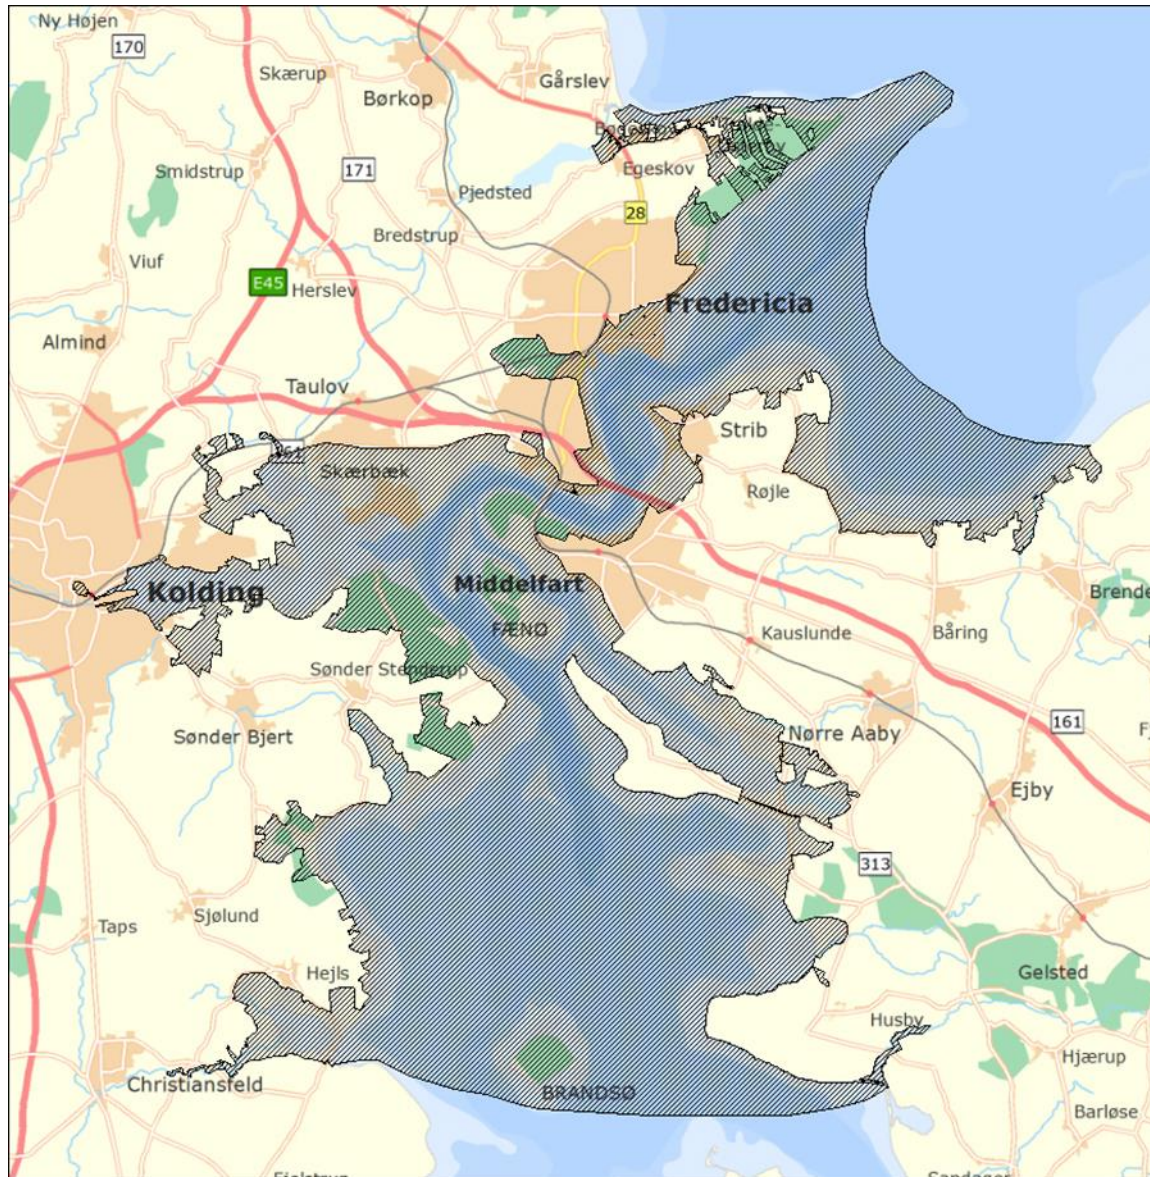 Ny Højen
170
Skærup
Gårslev
Børkop
Egeskov
Smidstrup
171
Pjedsted
28
Bredstrup
Viuf
E45
Herslev
Fredericia
Almind
Taulov
Strib
161
Skærbæk
Røjle
Kolding
Middelfart
Brende
FÆNØ
Kauslunde
Båring
Sønder Stenderup
161
Sønder Bjert
Nørre Aaby
Ejby
313
Sjølund
Taps
Hejls
Gelsted
Husby
Hjærup
Christiansfeld
BRANDSØ
Barløse